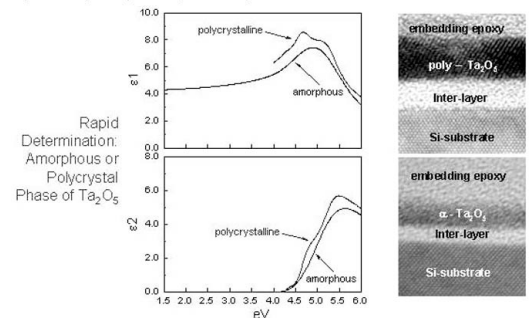 Rapid
Determination:
Amorphous or
Polycrystal
Phase of Ta₂O₅
ε1
10.0
8.0
6.0
4.0
2.0
0.0
polycrystalline
amorphous
ε2
8.0
6.0
4.0
2.0
0.0
polycrystalline
amorphous
1.5 2.0 2.5 3.0 3.5 4.0 4.5 5.0 5.5 6.0
eV
embedding epoxy
poly – Ta₂O₅
Inter-layer
Si-substrate
embedding epoxy
α - Ta₂O₅
Inter-layer
Si-substrate